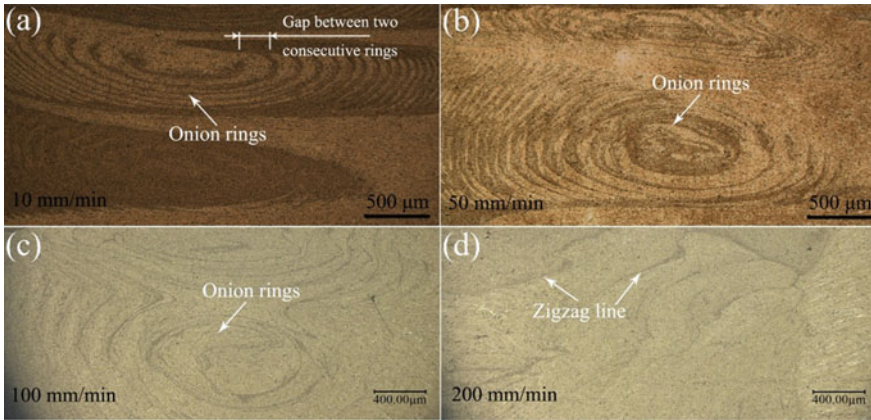 (a)
Gap between two
consecutive rings
Onion rings
10 mm/min
500 μm
(b)
Onion rings
50 mm/min
500 μm
(c)
Onion rings
100 mm/min
400.00μm
(d)
Zigzag line
200 mm/min
400.00μm